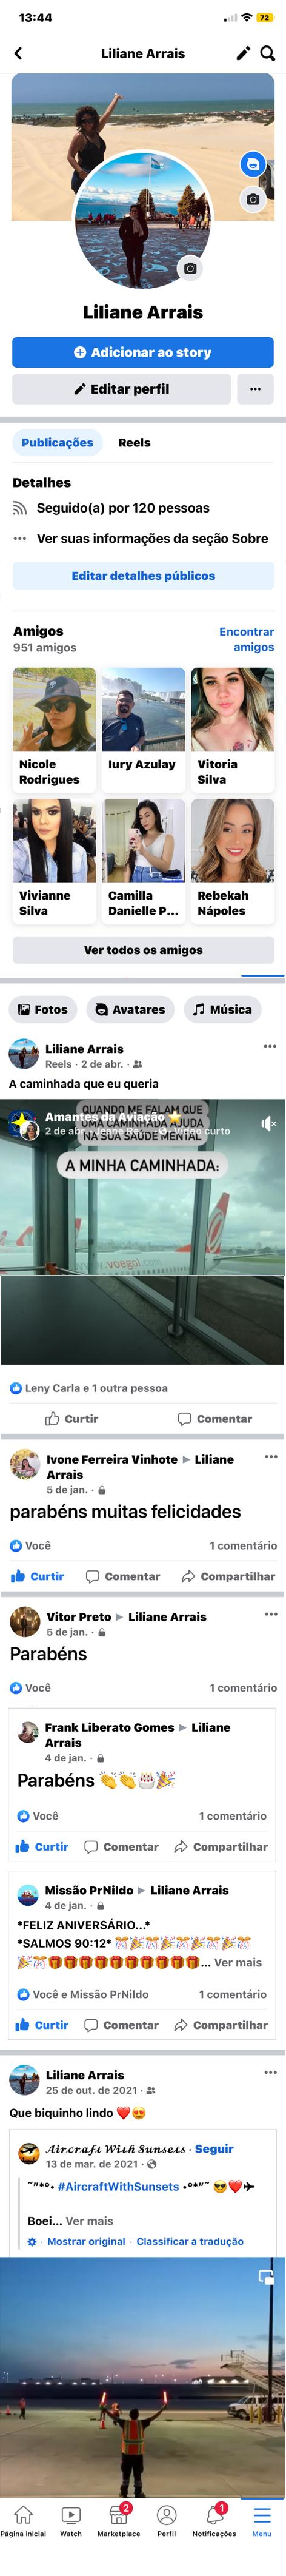 13:44
72
Liliane Arrais
Liliane Arrais
Adicionar ao story
Editar perfil
Publicações Reels
Detalhes
Seguido(a) por 120 pessoas
Ver suas informações da seção Sobre
Editar detalhes públicos
Amigos
Encontrar
951 amigos
amigos
Nicole
Rodrigues
Iury Azulay
Vitoria
Silva
Vivianne
Silva
Camilla
Danielle P...
Rebekah
Nápoles
Ver todos os amigos
Fotos Avatares Música
Liliane Arrais
Reels · 2 de abr. ·
A caminhada que eu queria
QUANDO ME FALAM QUE
Amantes da Aviação
UMA CAMINHADA AJUDA
2 de ab
Vídeo curto
NA SUA SAÚDE MENTAL
A MINHA CAMINHADA:
voegol
Leny Carla e 1 outra pessoa
Curtir Comentar
Ivone Ferreira Vinhote ▶ Liliane
Arrais
5 de jan. ·
parabéns muitas felicidades
Você 1 comentário
Curtir Comentar Compartilhar
Vitor Preto ▶ Liliane Arrais
5 de jan. ·
Parabéns
Você 1 comentário
Frank Liberato Gomes ▶ Liliane
Arrais
4 de jan. ·
Parabéns 👏👏🎂🎉
Você 1 comentário
Curtir Comentar Compartilhar
Missão PrNildo ▶ Liliane Arrais
4 de jan. ·
*FELIZ ANIVERSÁRIO...*
*SALMOS 90:12* 🎊🎉🎊🎉🎊🎉🎊🎉🎊
🎉🎊🎁🎁🎁🎁🎁🎁🎁🎁🎁🎁... Ver mais
Você e Missão PrNildo 1 comentário
Curtir Comentar Compartilhar
Liliane Arrais
25 de out. de 2021 ·
Que biquinho lindo ❤️😍
𝓐𝓲𝓻𝓬𝓻𝓪𝓯𝓽 𝓦𝓲𝓽𝓱 𝓢𝓾𝓷𝓼𝓮𝓽𝓼 · Seguir
13 de mar. de 2021 ·
~"*°•. #AircraftWithSunsets .•°*"~ 😎❤️✈
Boei... Ver mais
Mostrar original · Classificar a tradução
2
1
Página inicial Watch Marketplace Perfil Notificações Menu